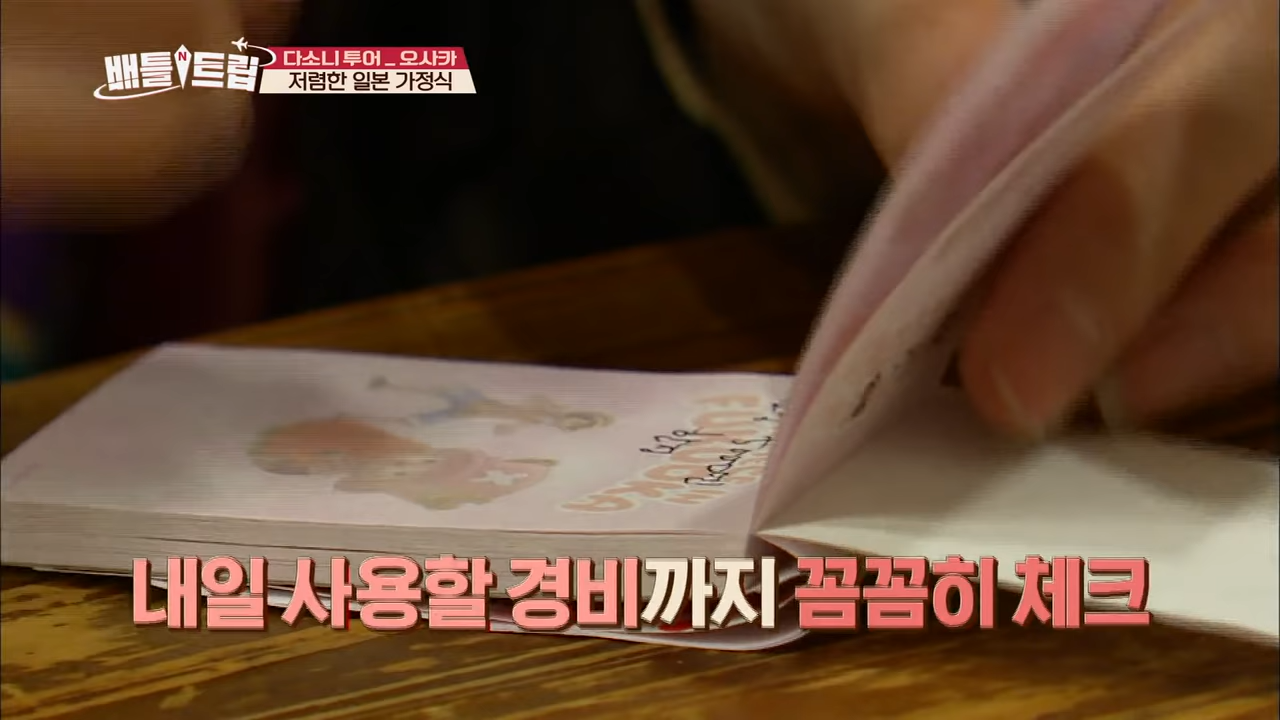 배틀트립
N
다소니 투어 _ 오사카
저렴한 일본 가정식
내일 사용할 경비까지 꼼꼼히 체크